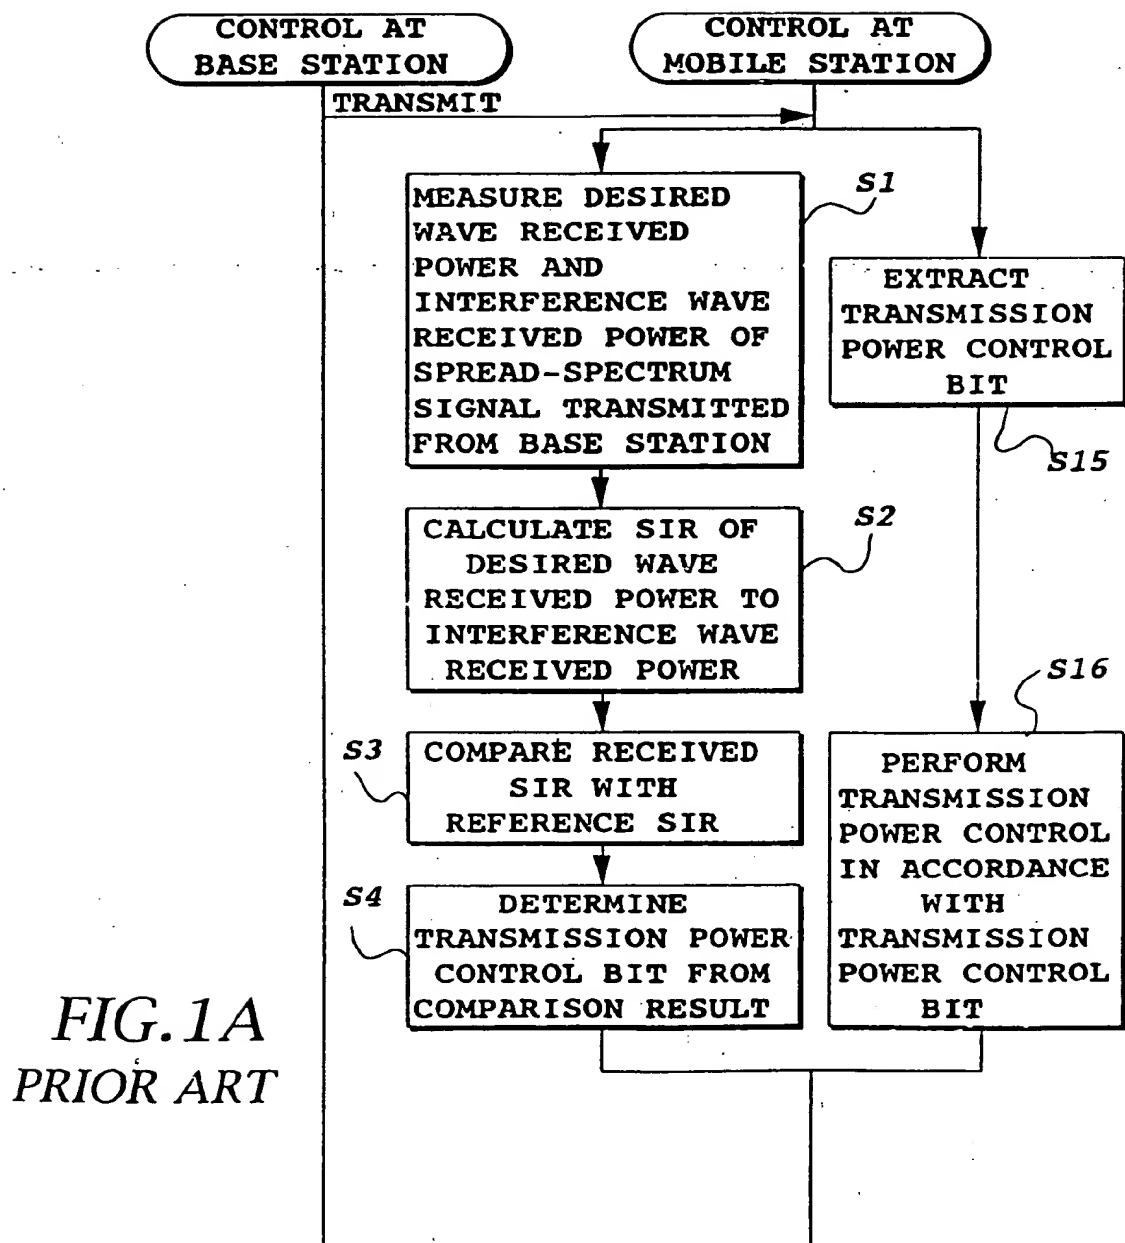 CONTROL AT
BASE STATION
CONTROL AT
MOBILE STATION
TRANSMIT
S1
MEASURE DESIRED
WAVE RECEIVED
POWER AND
INTERFERENCE WAVE
RECEIVED POWER OF
SPREAD-SPECTRUM
SIGNAL TRANSMITTED
FROM BASE STATION
EXTRACT
TRANSMISSION
POWER CONTROL
BIT
S15
S2
CALCULATE SIR OF
DESIRED WAVE
RECEIVED POWER TO
INTERFERENCE WAVE
RECEIVED POWER
S16
S3
COMPARE RECEIVED
SIR WITH
REFERENCE SIR
PERFORM
TRANSMISSION
POWER CONTROL
IN ACCORDANCE
WITH
TRANSMISSION
POWER CONTROL
BIT
S4
DETERMINE
TRANSMISSION POWER
CONTROL BIT FROM
COMPARISON RESULT
FIG.1A
PRIOR ART